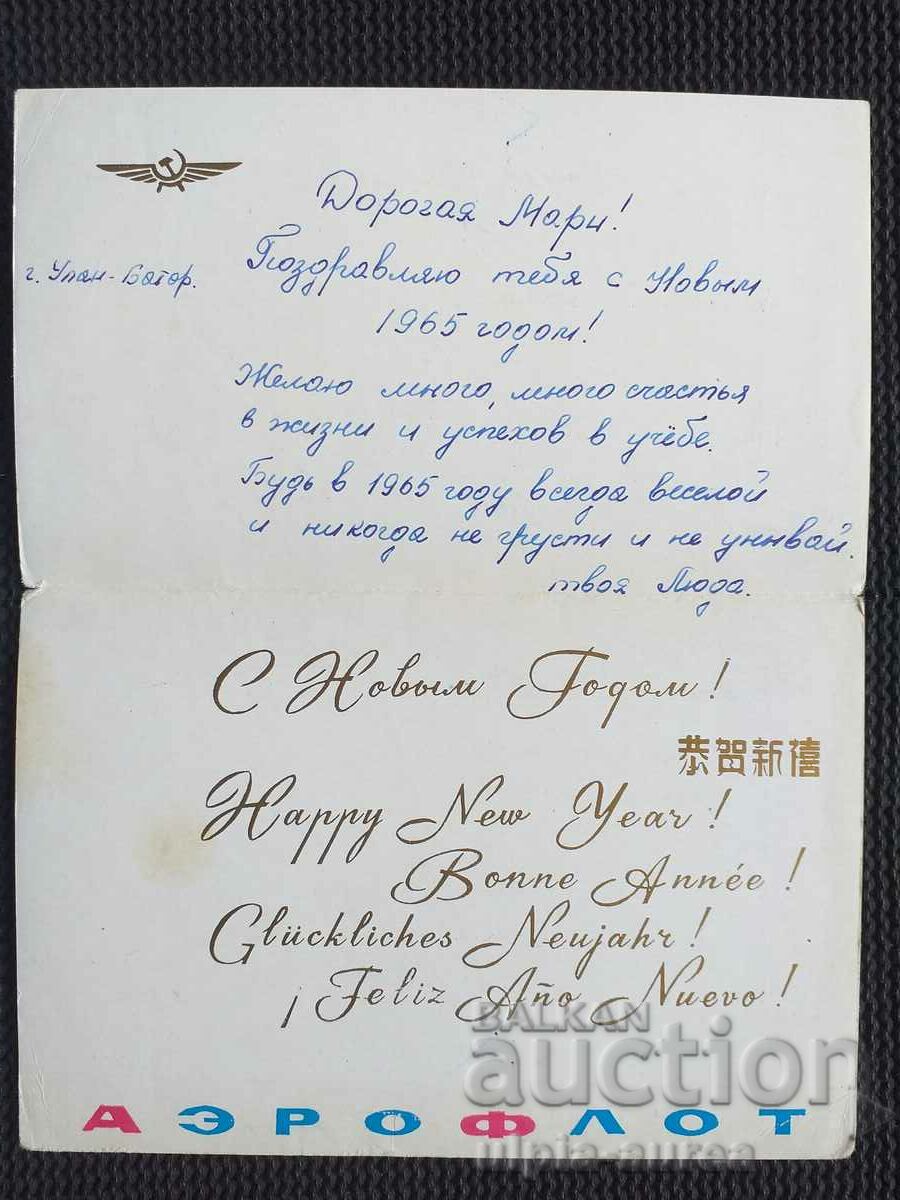 Дорогая Мари!
г. Улан-Батор.
Поздравляю тебя с Новым
1965 годом!
Желаю много, много счастья
в жизни и успехов в учёбе.
Будь в 1965 году всегда веселой
и никогда не грусти и не унывай.
твоя Люда.
С Новым Годом!
恭贺新禧
Happy New Year!
Bonne Année!
Glückliches Neujahr!
¡Feliz Año Nuevo!
АЭРОФЛОТ
BALKAN
auction
ulpia-aurea